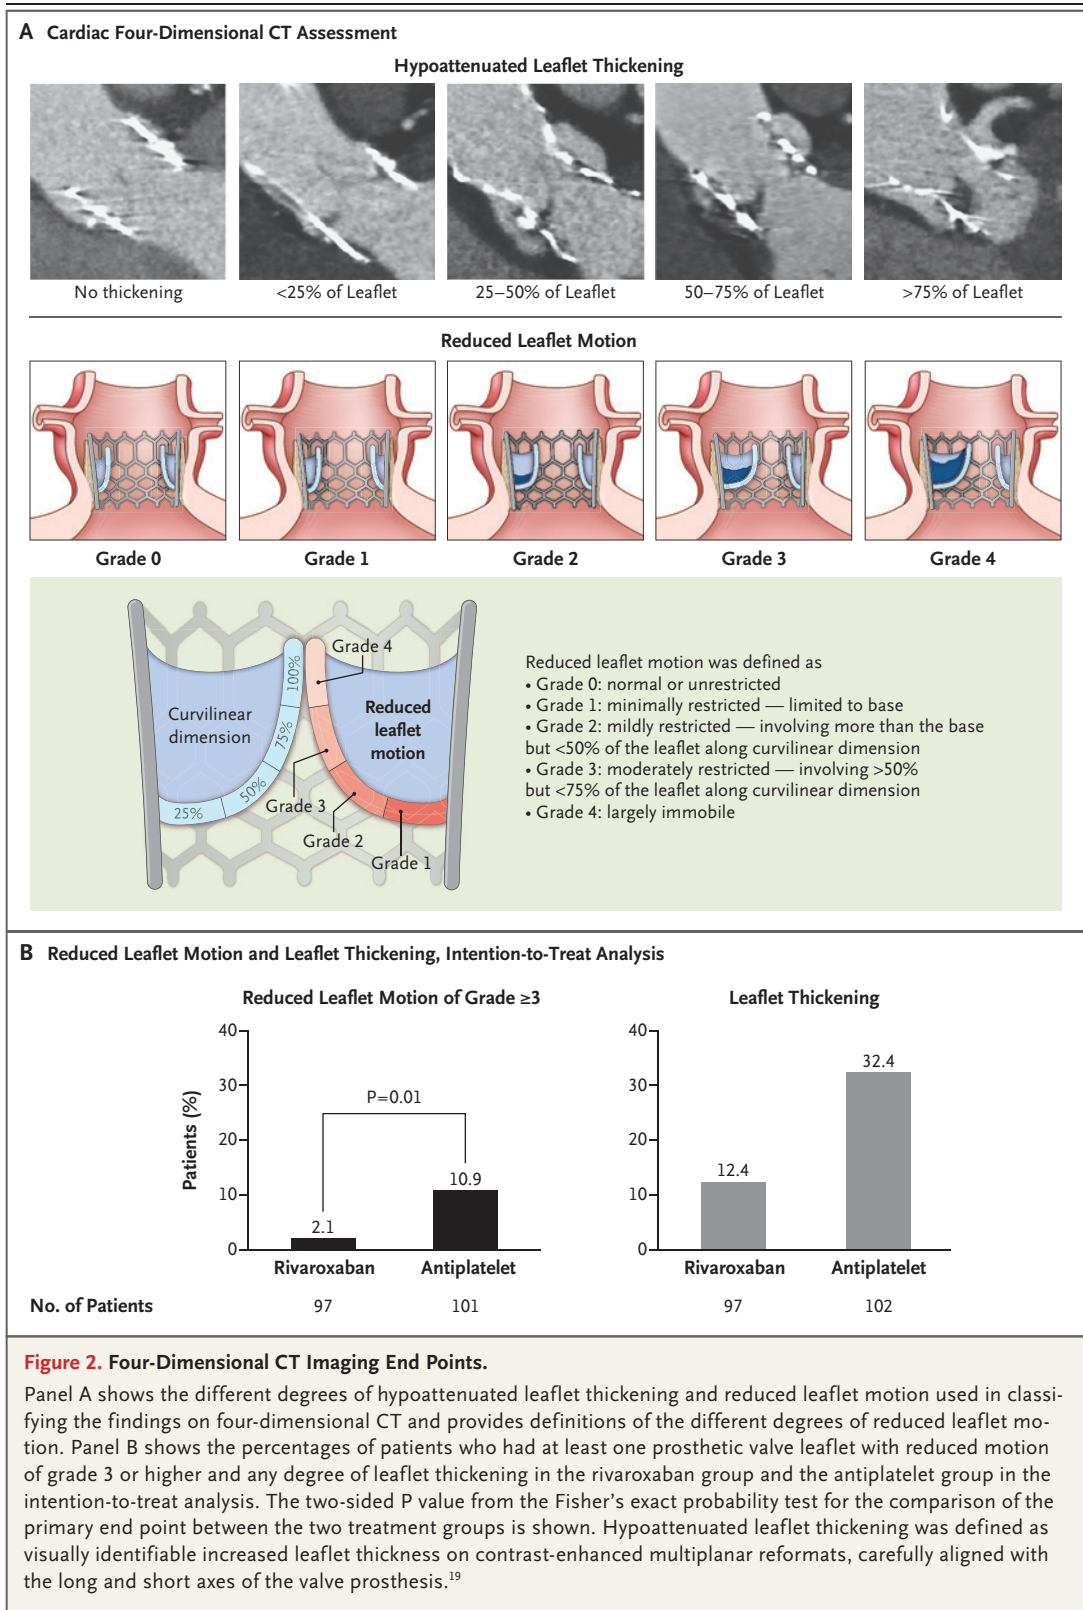 A Cardiac Four-Dimensional CT Assessment
Hypoattenuated Leaflet Thickening
No thickening
<25% of Leaflet
25–50% of Leaflet
50–75% of Leaflet
>75% of Leaflet
Reduced Leaflet Motion
Grade 0
Grade 1
Grade 2
Grade 3
Grade 4
Curvilinear
dimension
25%
50%
75%
100%
Grade 4
Reduced
leaflet
motion
Grade 3
Grade 2
Grade 1
Reduced leaflet motion was defined as
• Grade 0: normal or unrestricted
• Grade 1: minimally restricted — limited to base
• Grade 2: mildly restricted — involving more than the base
but <50% of the leaflet along curvilinear dimension
• Grade 3: moderately restricted — involving >50%
but <75% of the leaflet along curvilinear dimension
• Grade 4: largely immobile
B Reduced Leaflet Motion and Leaflet Thickening, Intention-to-Treat Analysis
Reduced Leaflet Motion of Grade ≥3
Patients (%)
40
30
20
10
0
P=0.01
2.1
10.9
Rivaroxaban
Antiplatelet
Leaflet Thickening
40
30
20
10
0
12.4
32.4
Rivaroxaban
Antiplatelet
No. of Patients
97
101
97
102
Figure 2. Four-Dimensional CT Imaging End Points.
Panel A shows the different degrees of hypoattenuated leaflet thickening and reduced leaflet motion used in classi-
fying the findings on four-dimensional CT and provides definitions of the different degrees of reduced leaflet mo-
tion. Panel B shows the percentages of patients who had at least one prosthetic valve leaflet with reduced motion
of grade 3 or higher and any degree of leaflet thickening in the rivaroxaban group and the antiplatelet group in the
intention-to-treat analysis. The two-sided P value from the Fisher's exact probability test for the comparison of the
primary end point between the two treatment groups is shown. Hypoattenuated leaflet thickening was defined as
visually identifiable increased leaflet thickness on contrast-enhanced multiplanar reformats, carefully aligned with
the long and short axes of the valve prosthesis.19